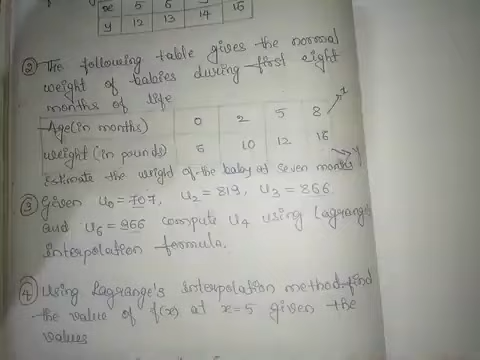 x 5 6
y 12 13 14 16
② The following table gives the normal
weight of babies during first eight
months of life
Age(in months) 0 2 5 8
weight (in pounds) 6 10 12 16
Estimate the weight of the baby at seven months
③ Given u0 = 707, u2 = 819, u3 = 866
and u6 = 966 compute u4 using Lagrange's
interpolation formula.
④ Using Lagrange's interpolation method find
the value of f(x) at x=5 given the
values